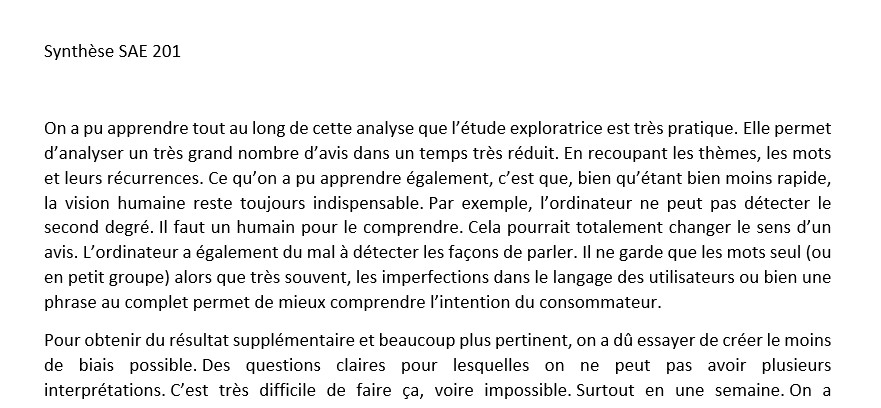 Synthèse SAE 201
On a pu apprendre tout au long de cette analyse que l’étude exploratrice est très pratique. Elle permet
d’analyser un très grand nombre d’avis dans un temps très réduit. En recoupant les thèmes, les mots
et leurs récurrences. Ce qu’on a pu apprendre également, c’est que, bien qu’étant bien moins rapide,
la vision humaine reste toujours indispensable. Par exemple, l’ordinateur ne peut pas détecter le
second degré. Il faut un humain pour le comprendre. Cela pourrait totalement changer le sens d’un
avis. L’ordinateur a également du mal à détecter les façons de parler. Il ne garde que les mots seul (ou
en petit groupe) alors que très souvent, les imperfections dans le langage des utilisateurs ou bien une
phrase au complet permet de mieux comprendre l’intention du consommateur.
Pour obtenir du résultat supplémentaire et beaucoup plus pertinent, on a dû essayer de créer le moins
de biais possible. Des questions claires pour lesquelles on ne peut pas avoir plusieurs
interprétations. C’est très difficile de faire ça, voire impossible. Surtout en une semaine. On a